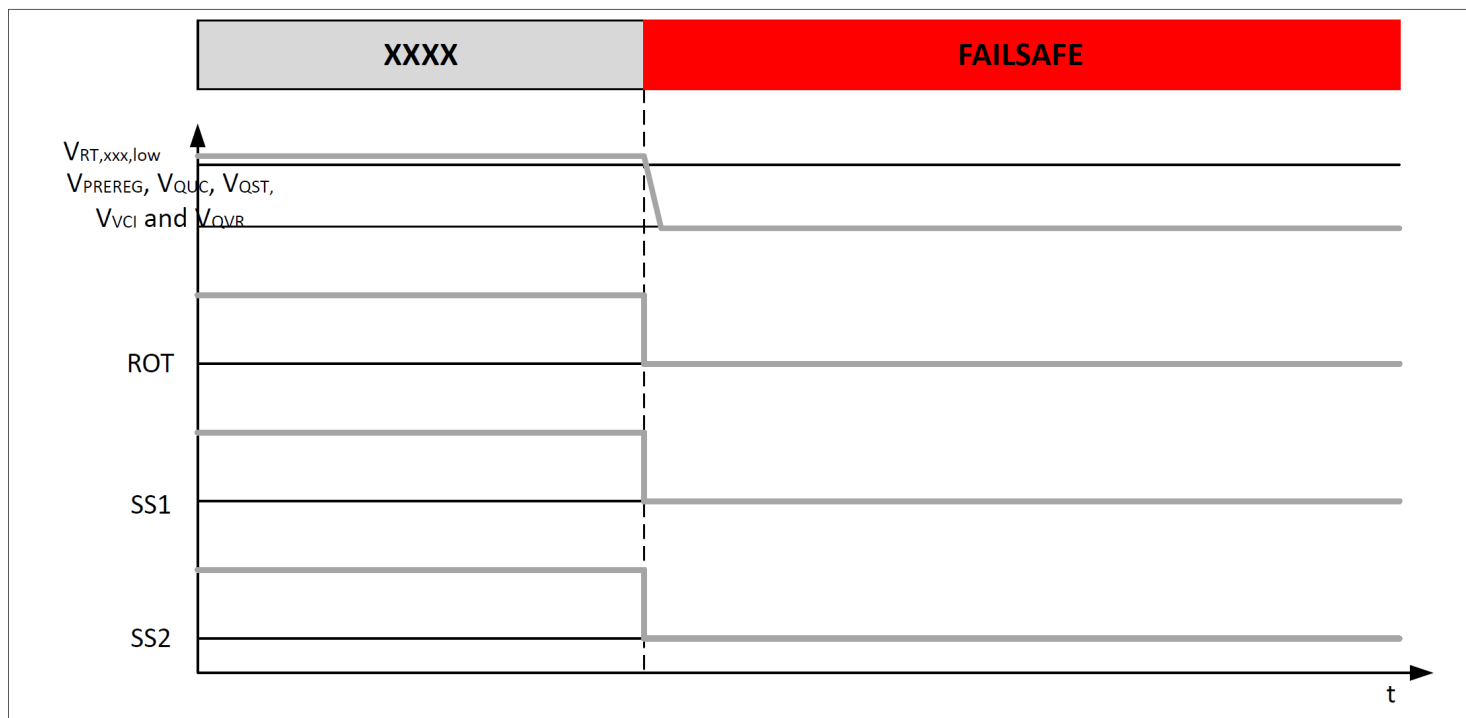 XXXX FAILSAFE
VRT,xxx,low
VPREREG, VQUC, VQST,
VVCI and VQVR
ROT
SS1
SS2
t